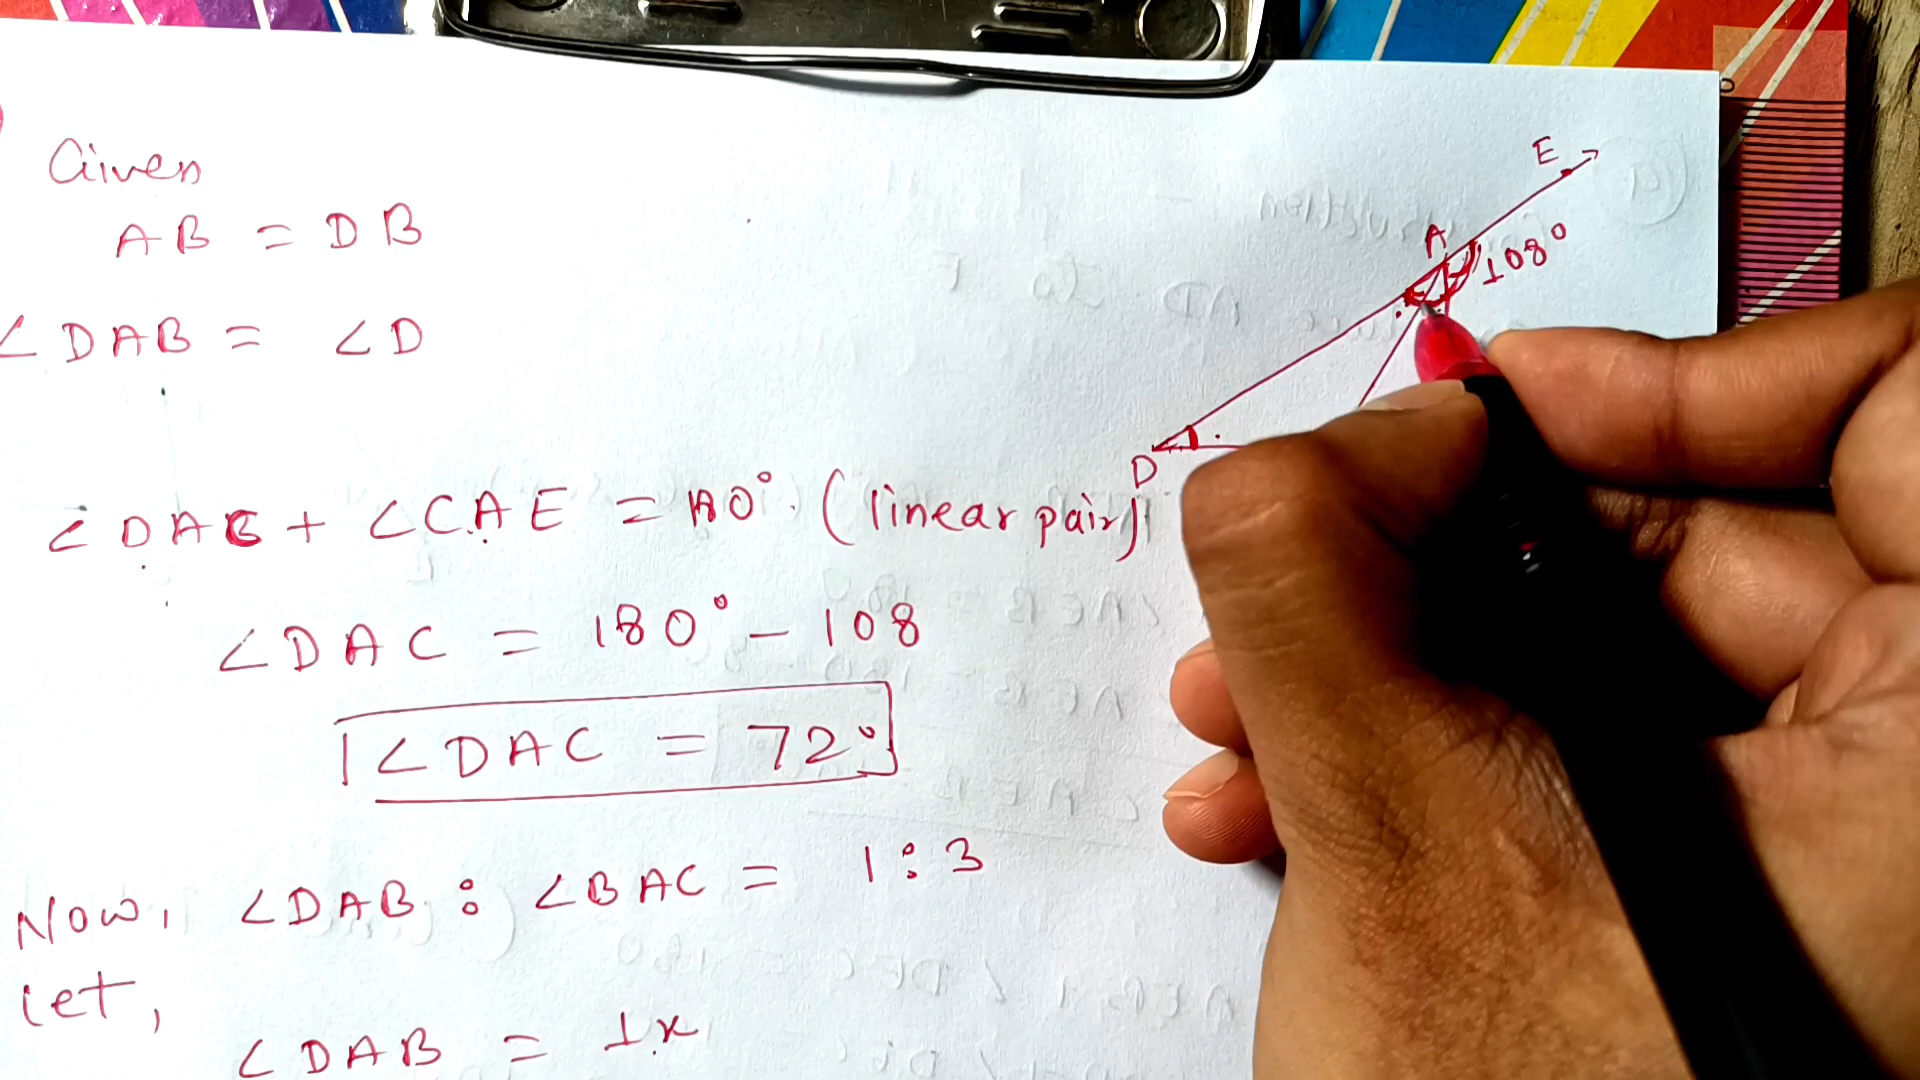 Given
AB = DB
∠DAB = ∠D
∠DAC + ∠CAE = 180°. (linear pair)
∠DAC = 180° - 108
∠DAC = 72°
Now, ∠DAB : ∠BAC = 1 : 3
let,
∠DAB = 1x
E
A
108°
D